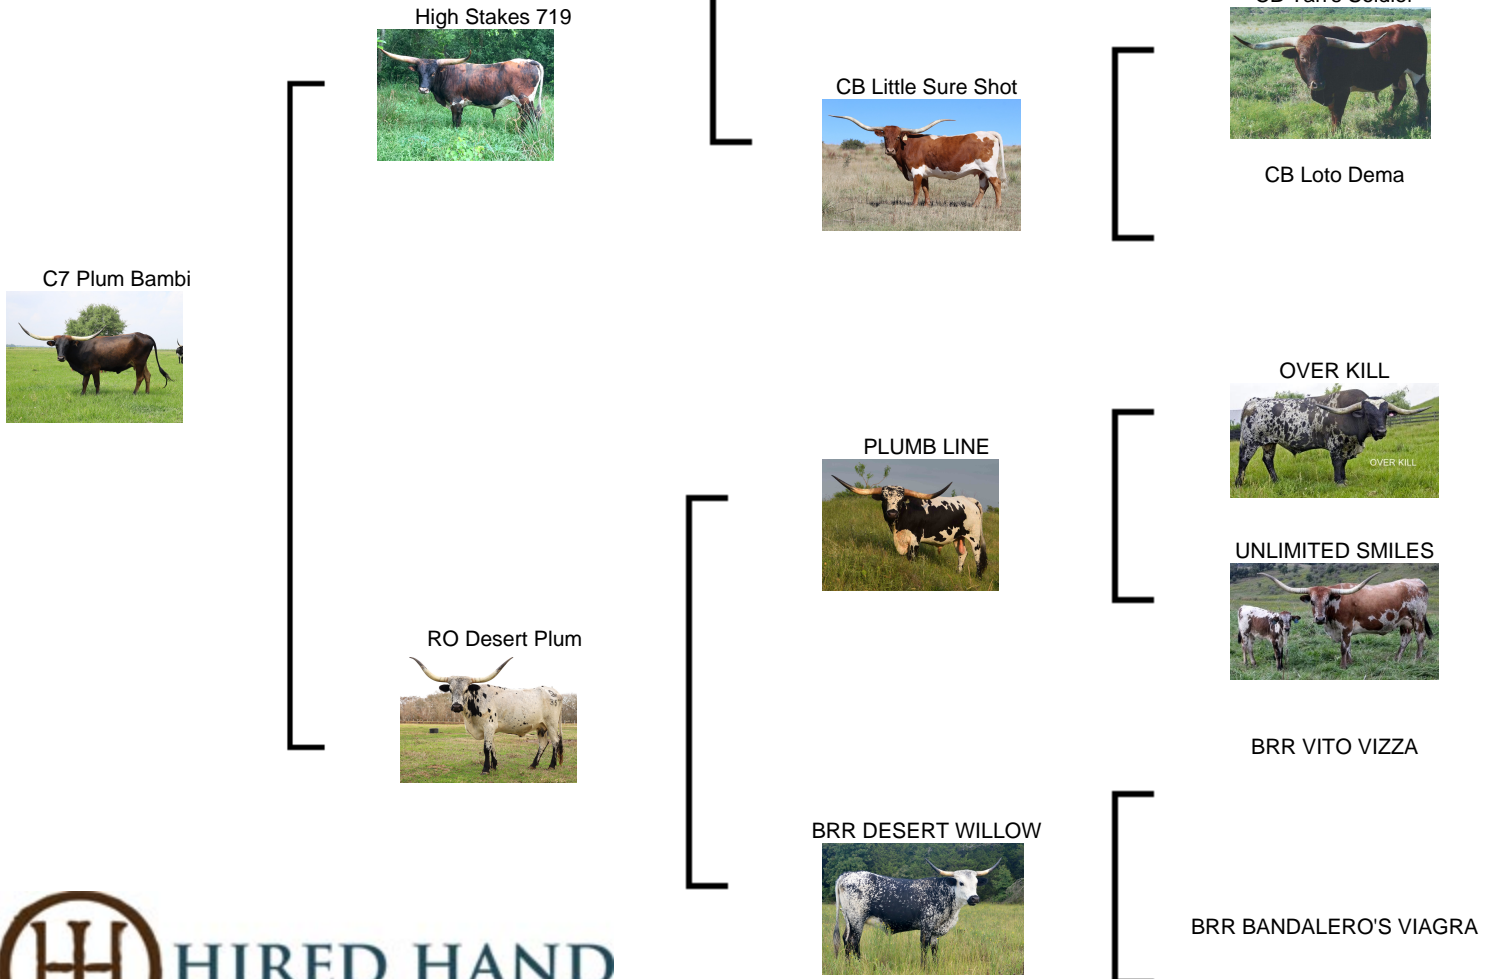 High Stakes 719
CB Little Sure Shot
CB Loto Dema
C7 Plum Bambi
OVER KILL
OVER KILL
PLUMB LINE
UNLIMITED SMILES
RO Desert Plum
BRR VITO VIZZA
BRR DESERT WILLOW
BRR BANDALERO'S VIAGRA
HIRED HAND